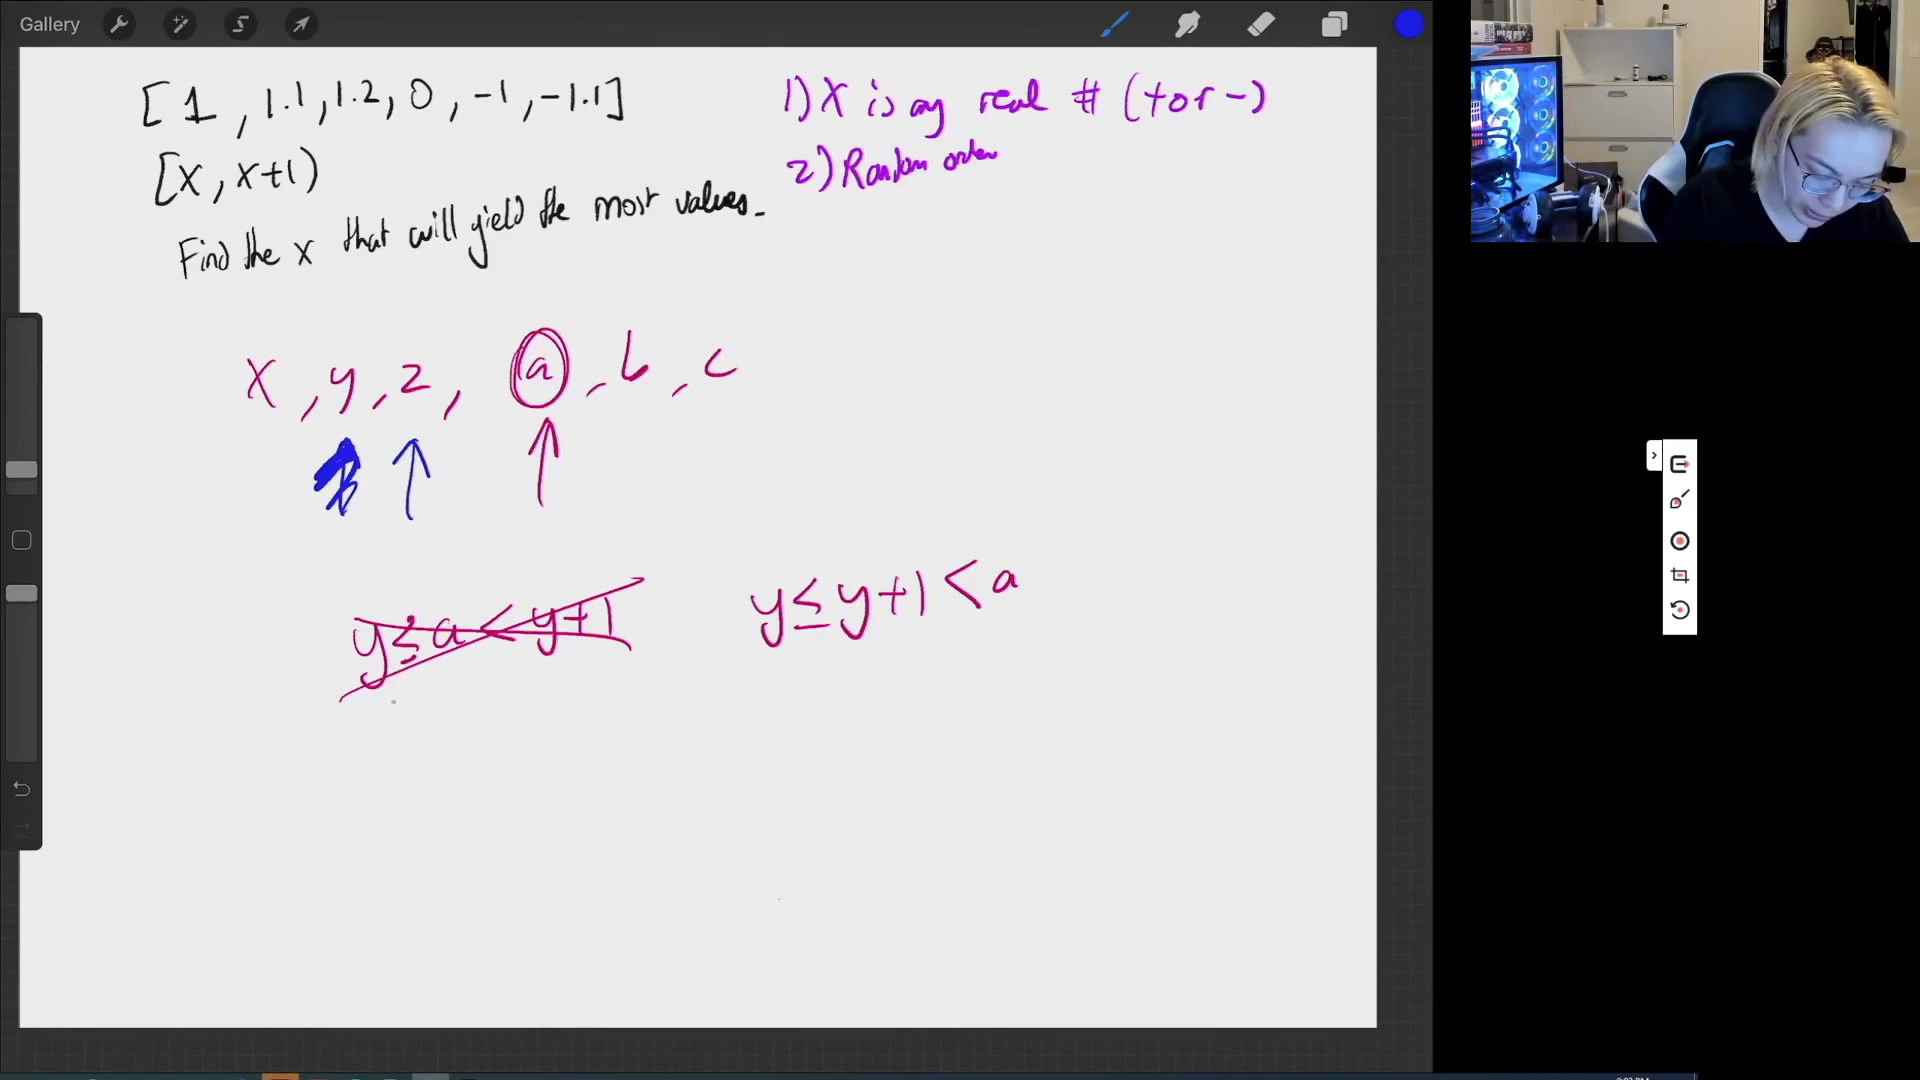 Gallery
[1, 1.1, 1.2, 0, -1, -1.1]
[x, x+1)
Find the x that will yield the most values.
1) X is any real # (+ or -)
2) Random order
x, y, z, a, b, c
y ≤ a < y+1
y ≤ y+1 < a